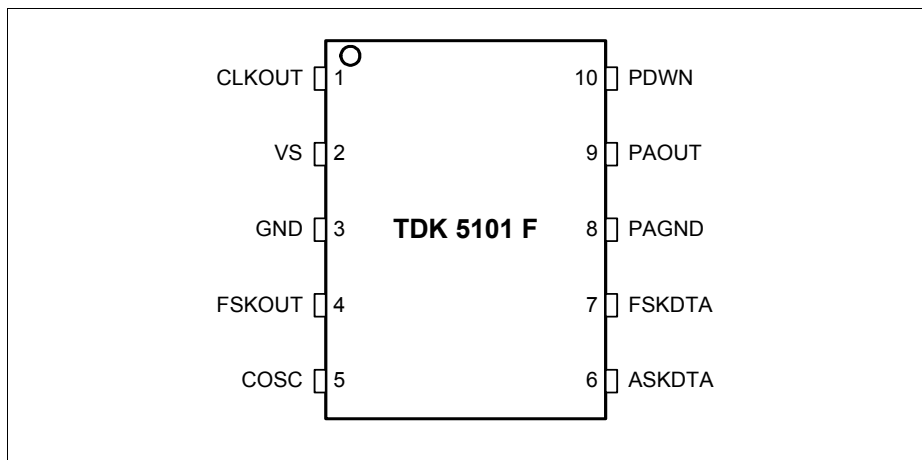 CLKOUT 1 10 PDWN
VS 2 9 PAOUT
GND 3 TDK 5101 F 8 PAGND
FSKOUT 4 7 FSKDTA
COSC 5 6 ASKDTA